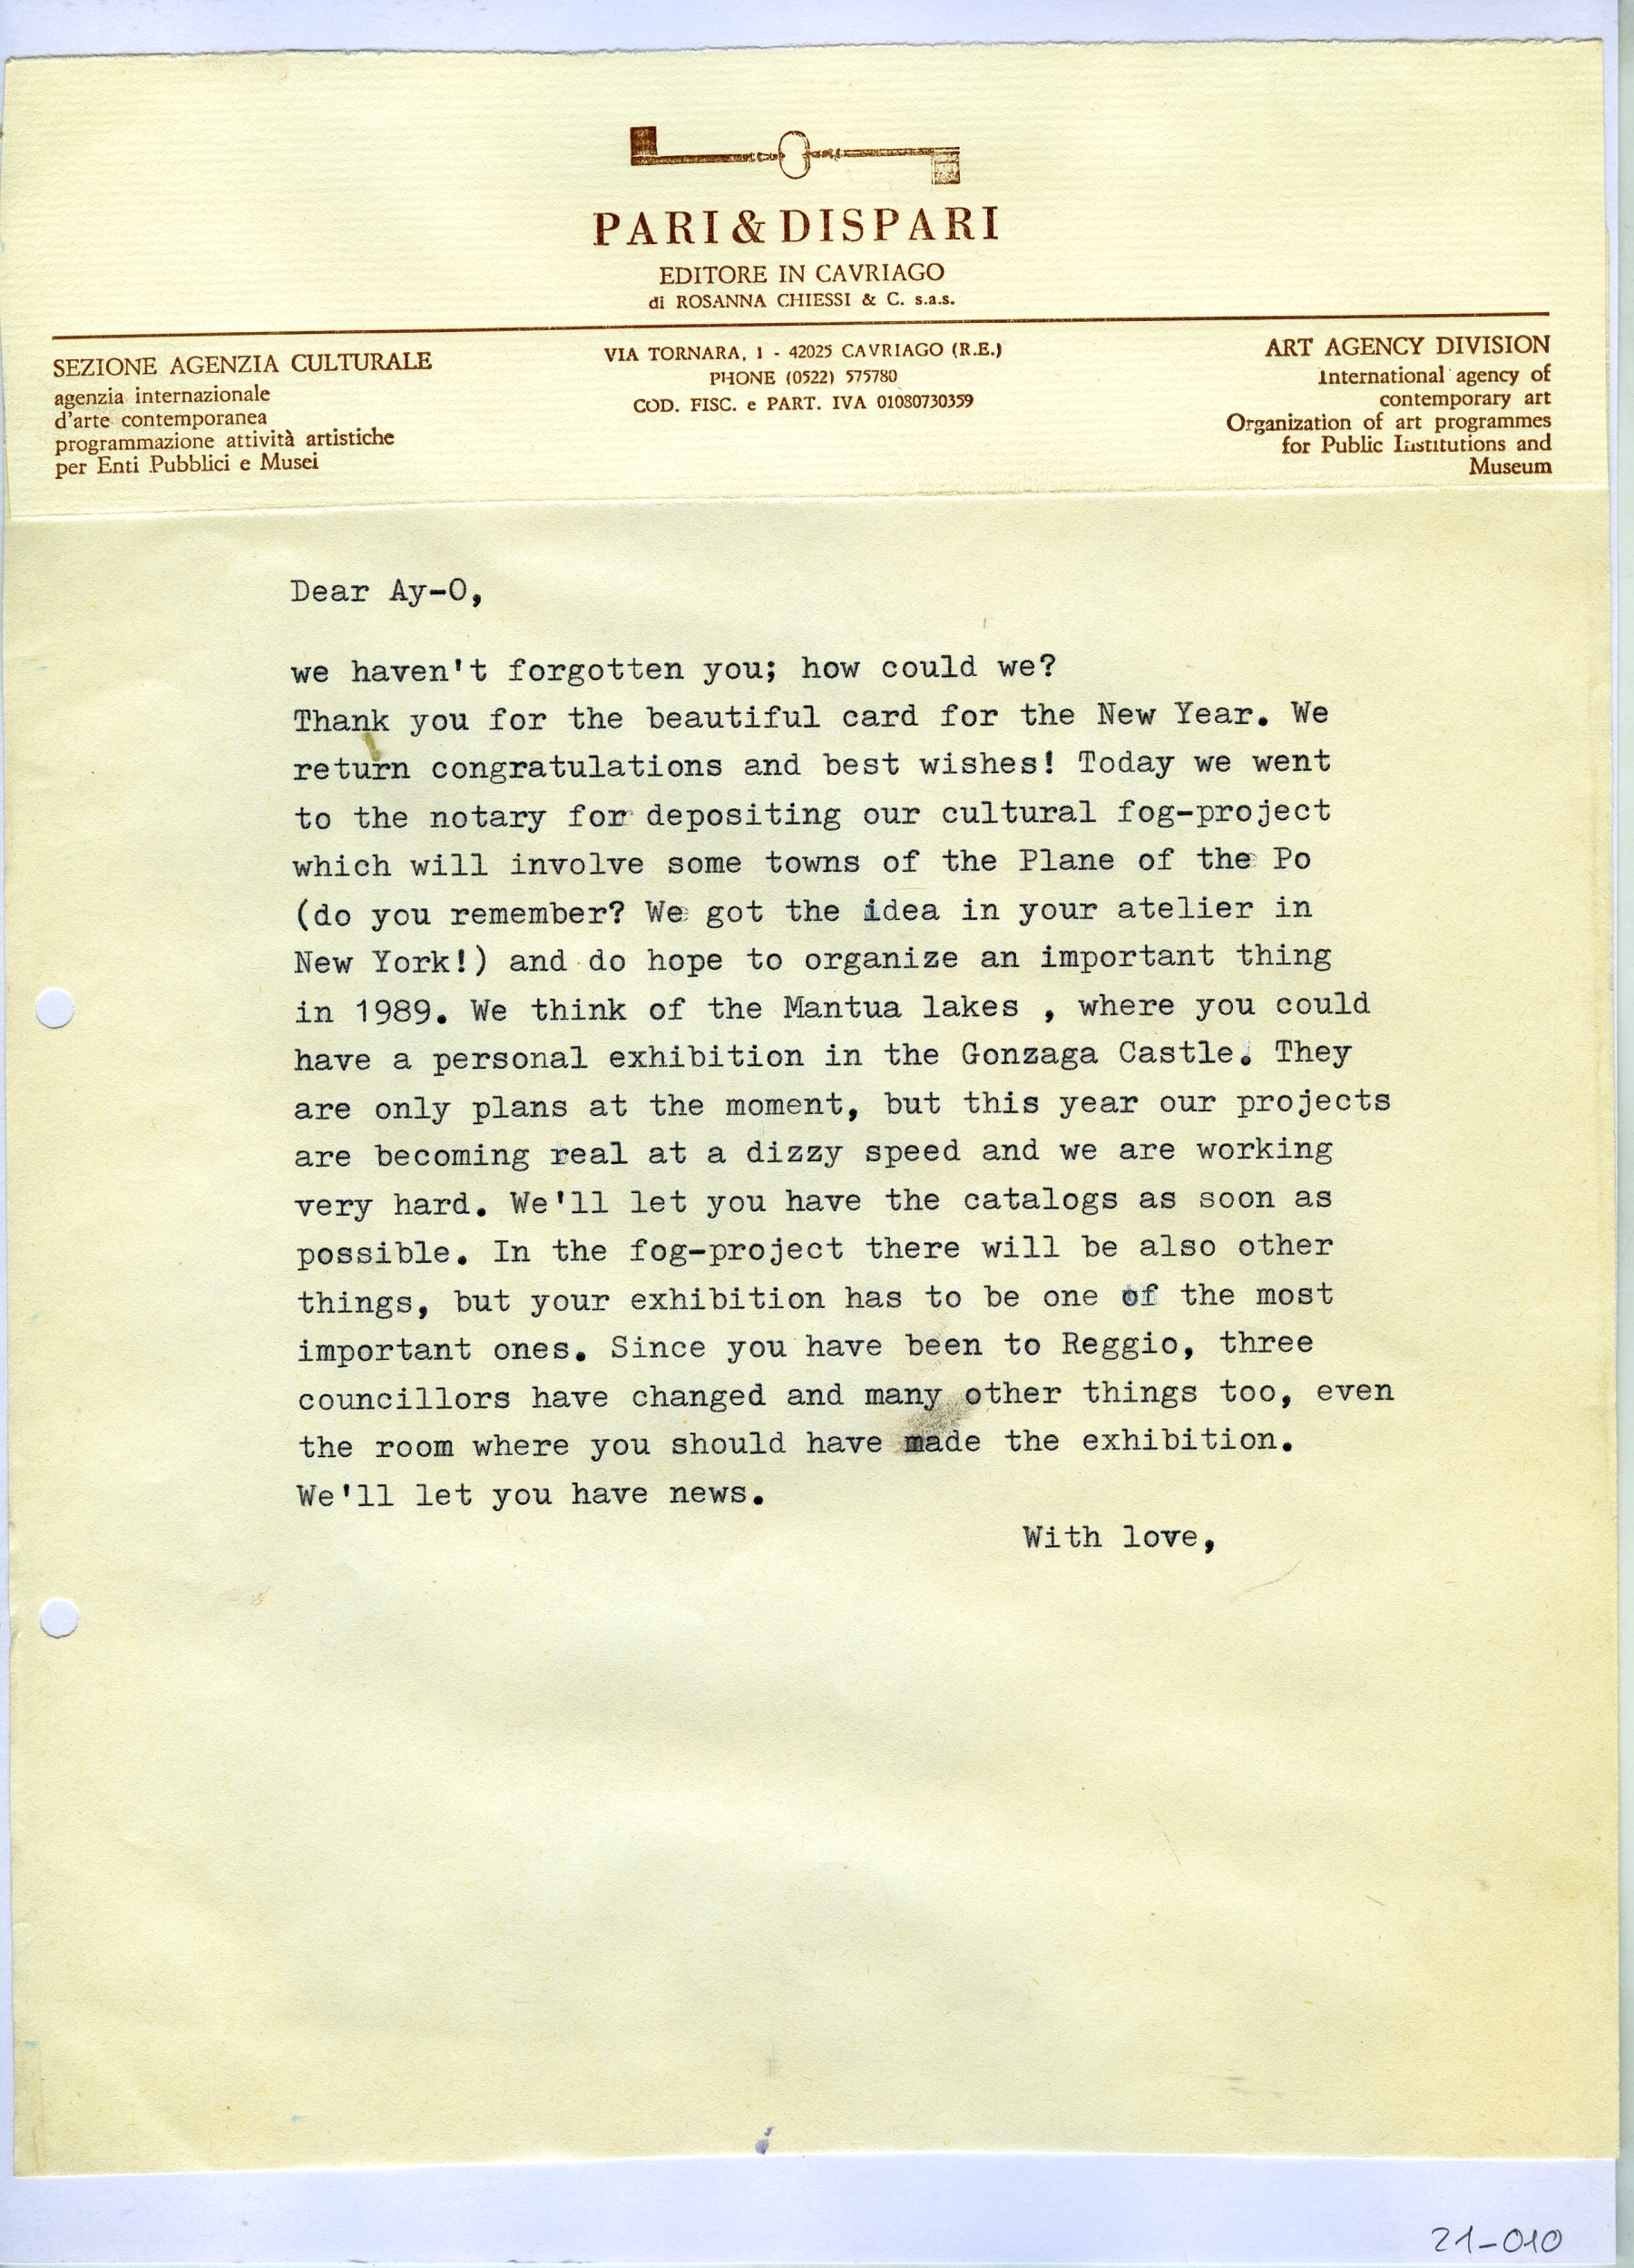 PARI & DISPARI
EDITORE IN CAVRIAGO
di ROSANNA CHIESSI & C. s.a.s.
SEZIONE AGENZIA CULTURALE
agenzia internazionale
d'arte contemporanea
programmazione attività artistiche
per Enti Pubblici e Musei
VIA TORNARA, 1 - 42025 CAVRIAGO (R.E.)
PHONE (0522) 575780
COD. FISC. e PART. IVA 01080730359
ART AGENCY DIVISION
International agency of
contemporary art
Organization of art programmes
for Public Institutions and
Museum
Dear Ay-O,
we haven't forgotten you; how could we?
Thank you for the beautiful card for the New Year. We
return congratulations and best wishes! Today we went
to the notary for depositing our cultural fog-project
which will involve some towns of the Plane of the Po
(do you remember? We got the idea in your atelier in
New York!) and do hope to organize an important thing
in 1989. We think of the Mantua lakes , where you could
have a personal exhibition in the Gonzaga Castle. They
are only plans at the moment, but this year our projects
are becoming real at a dizzy speed and we are working
very hard. We'll let you have the catalogs as soon as
possible. In the fog-project there will be also other
things, but your exhibition has to be one of the most
important ones. Since you have been to Reggio, three
councillors have changed and many other things too, even
the room where you should have made the exhibition.
We'll let you have news.
With love,
21-010